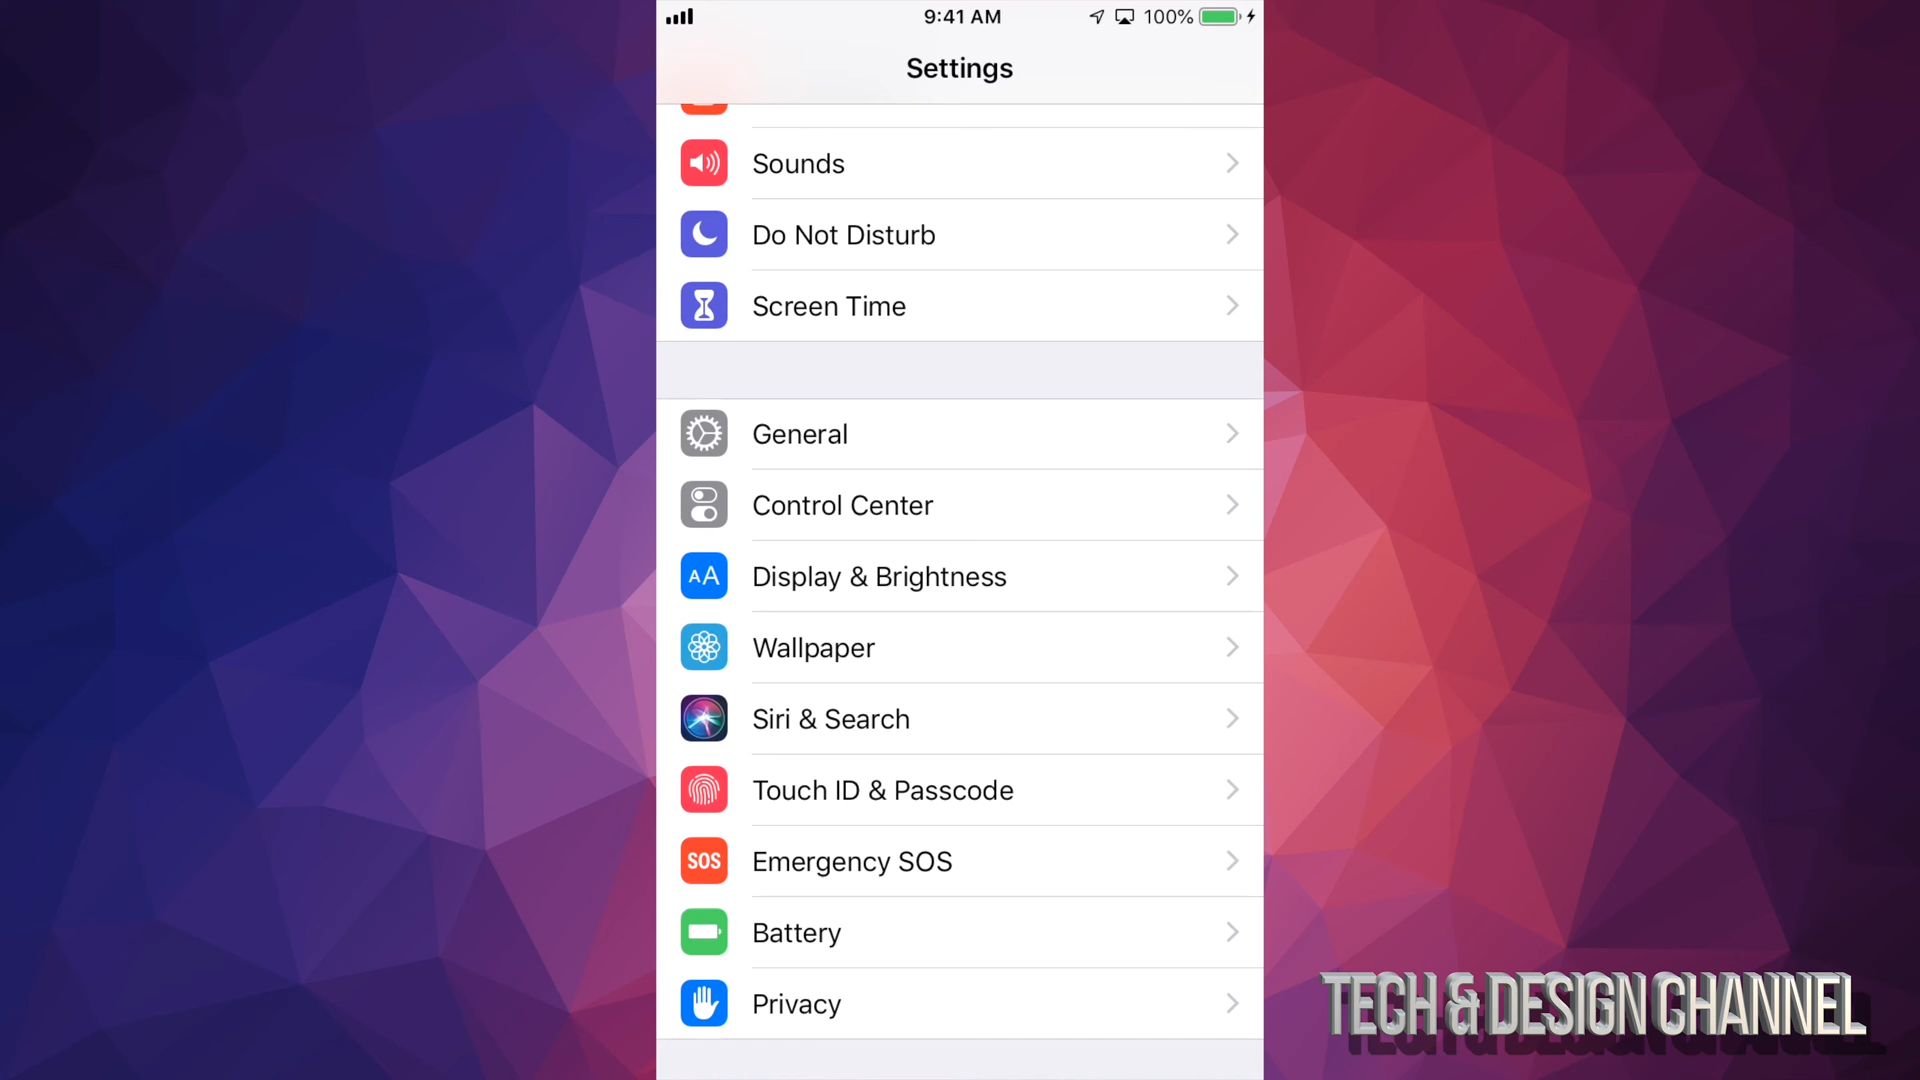 9:41 AM
100%
Settings
Sounds
Do Not Disturb
Screen Time
General
Control Center
AA Display & Brightness
Wallpaper
Siri & Search
Touch ID & Passcode
SOS Emergency SOS
Battery
Privacy
TECH & DESIGN CHANNEL